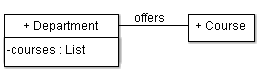 + Department
offers
+ Course
-courses : List